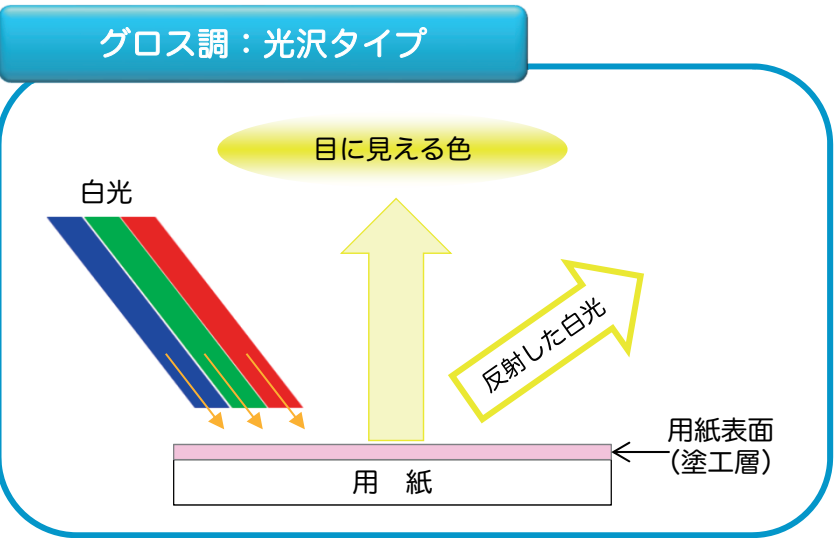 グロス調：光沢タイプ
目に見える色
白光
反射した白光
用紙表面
(塗工層)
用　紙